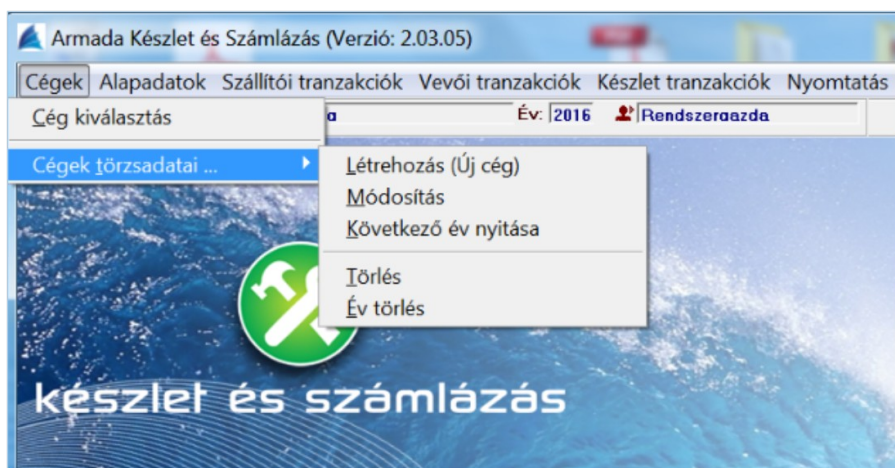 Armada Készlet és Számlázás (Verzió: 2.03.05)
Cégek Alapadatok Szállítói tranzakciók Vevői tranzakciók Készlet tranzakciók Nyomtatás
Cég kiválasztás
a Év: 2016 Rendszergazda
Cégek törzsadatai ...
Létrehozás (Új cég)
Módosítás
Következő év nyitása
Törlés
Év törlés
készlet és számlázás